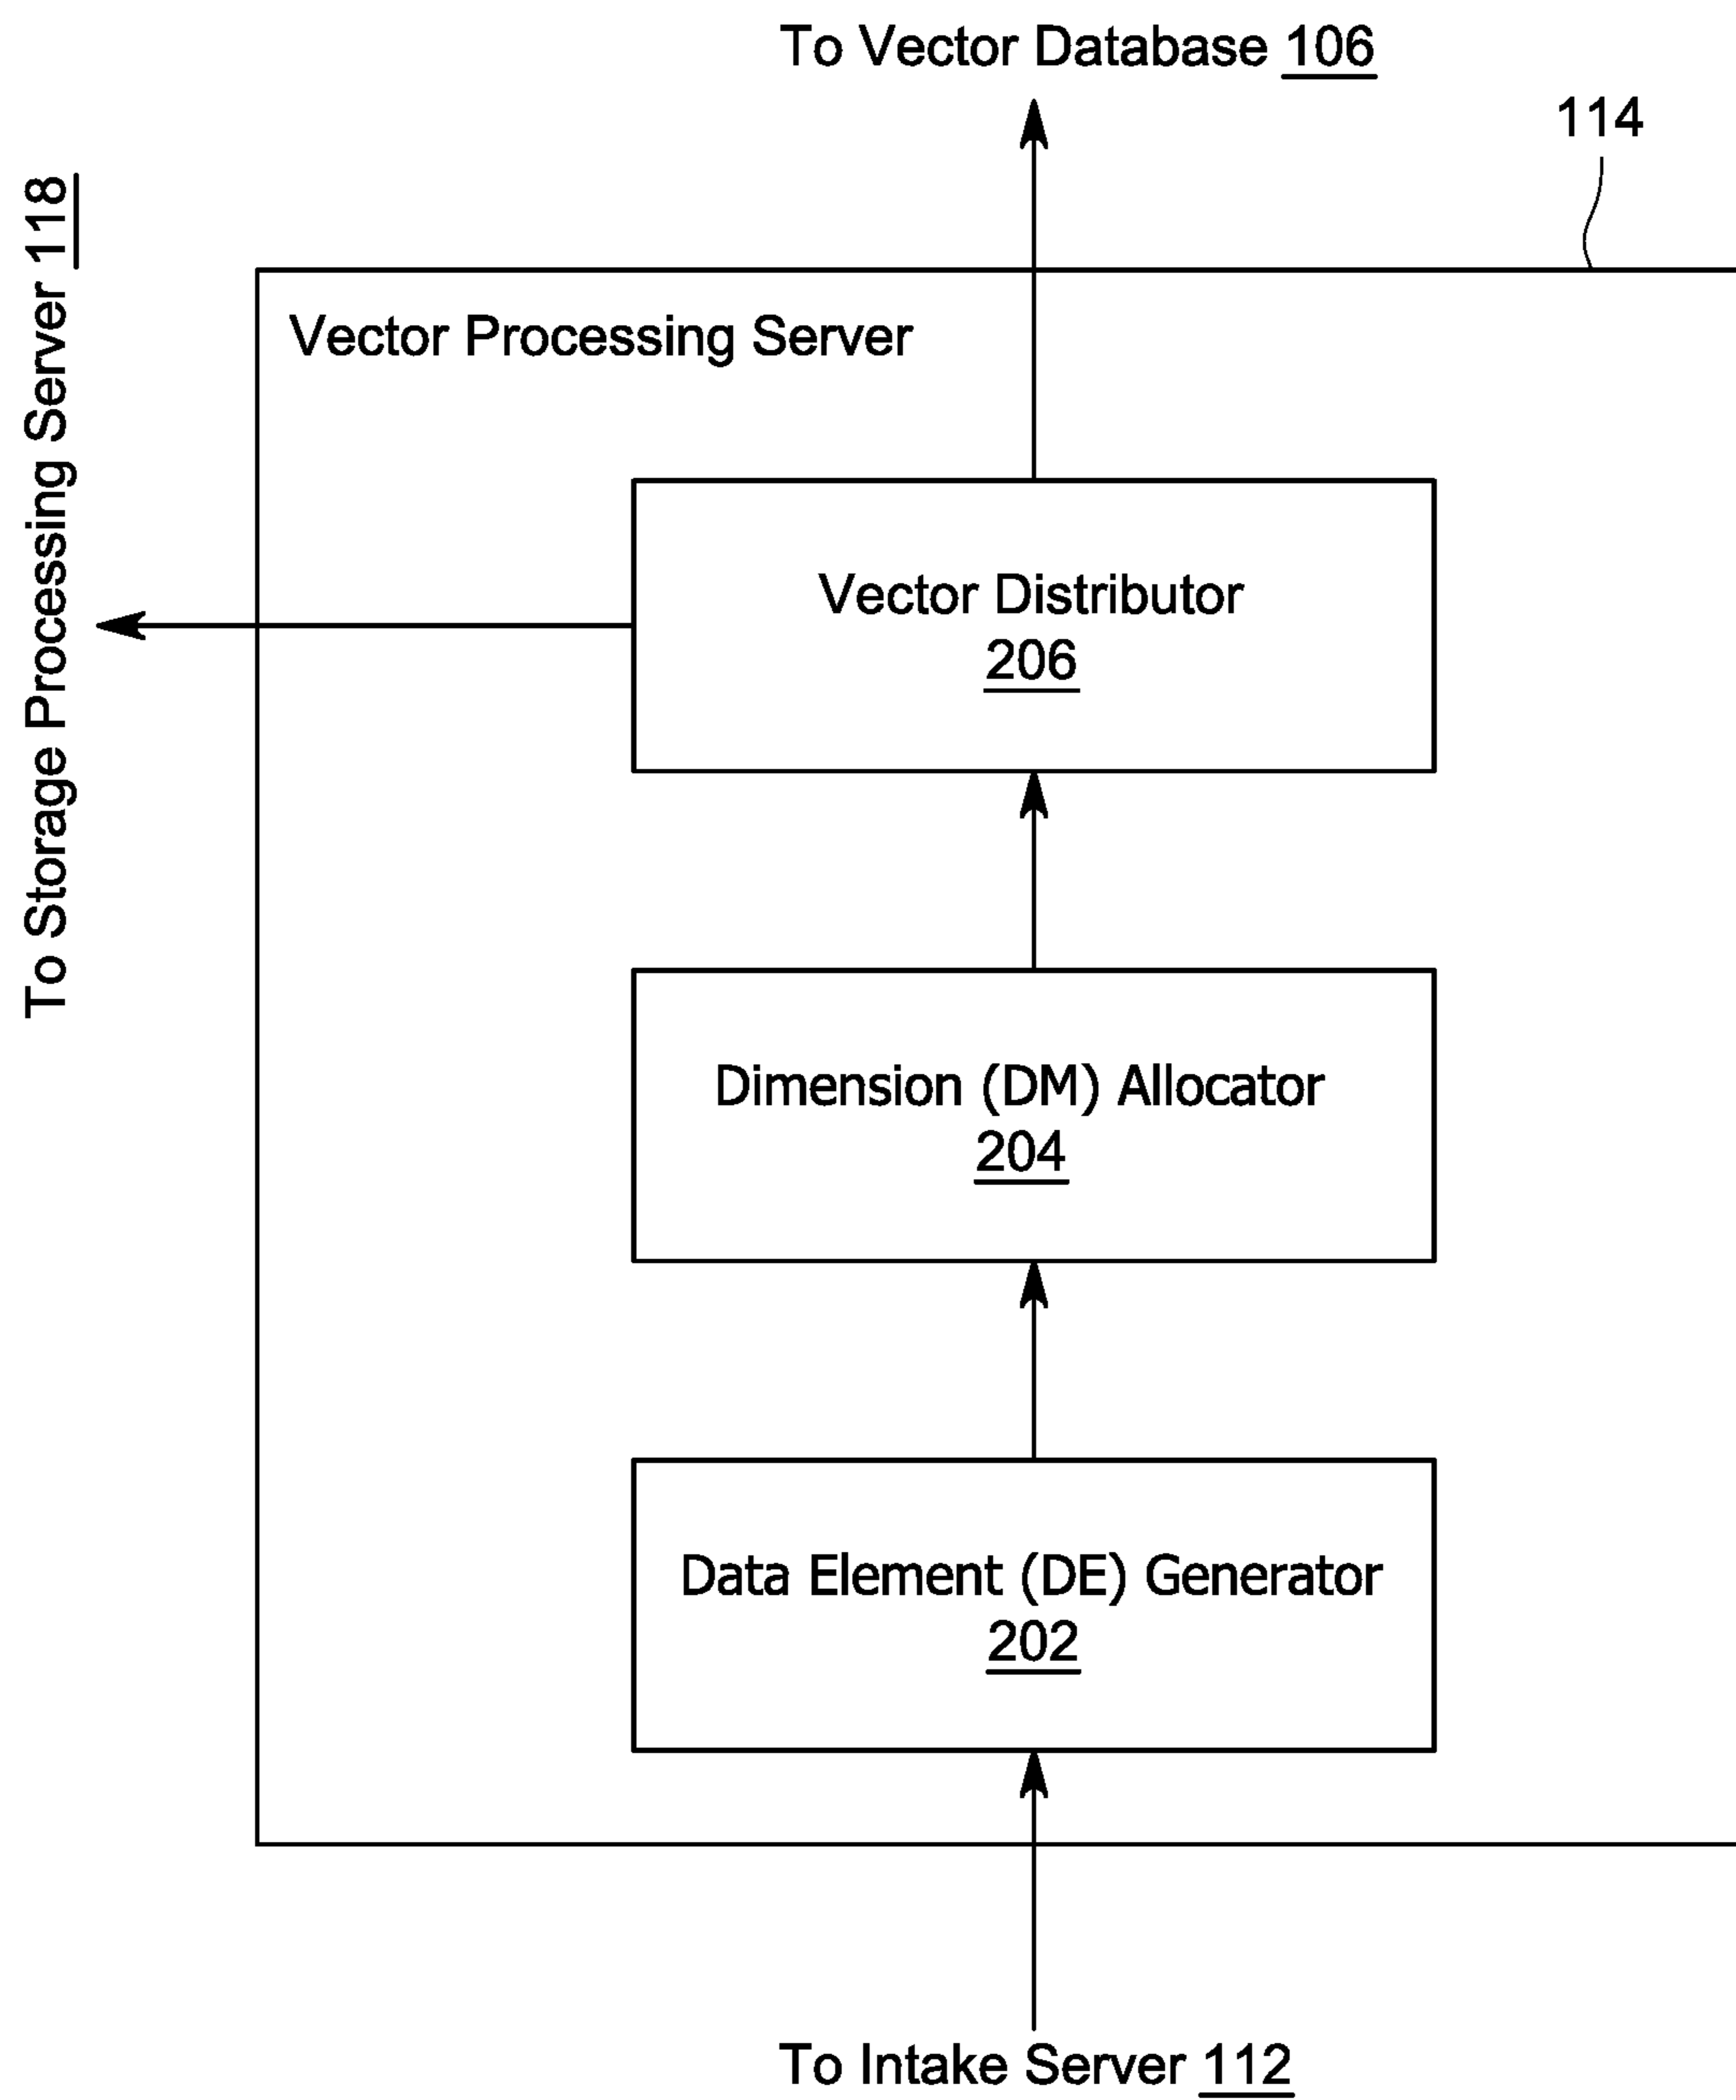 To Vector Database 106
114
To Storage Processing Server 118
Vector Processing Server
Vector Distributor
206
Dimension (DM) Allocator
204
Data Element (DE) Generator
202
To Intake Server 112